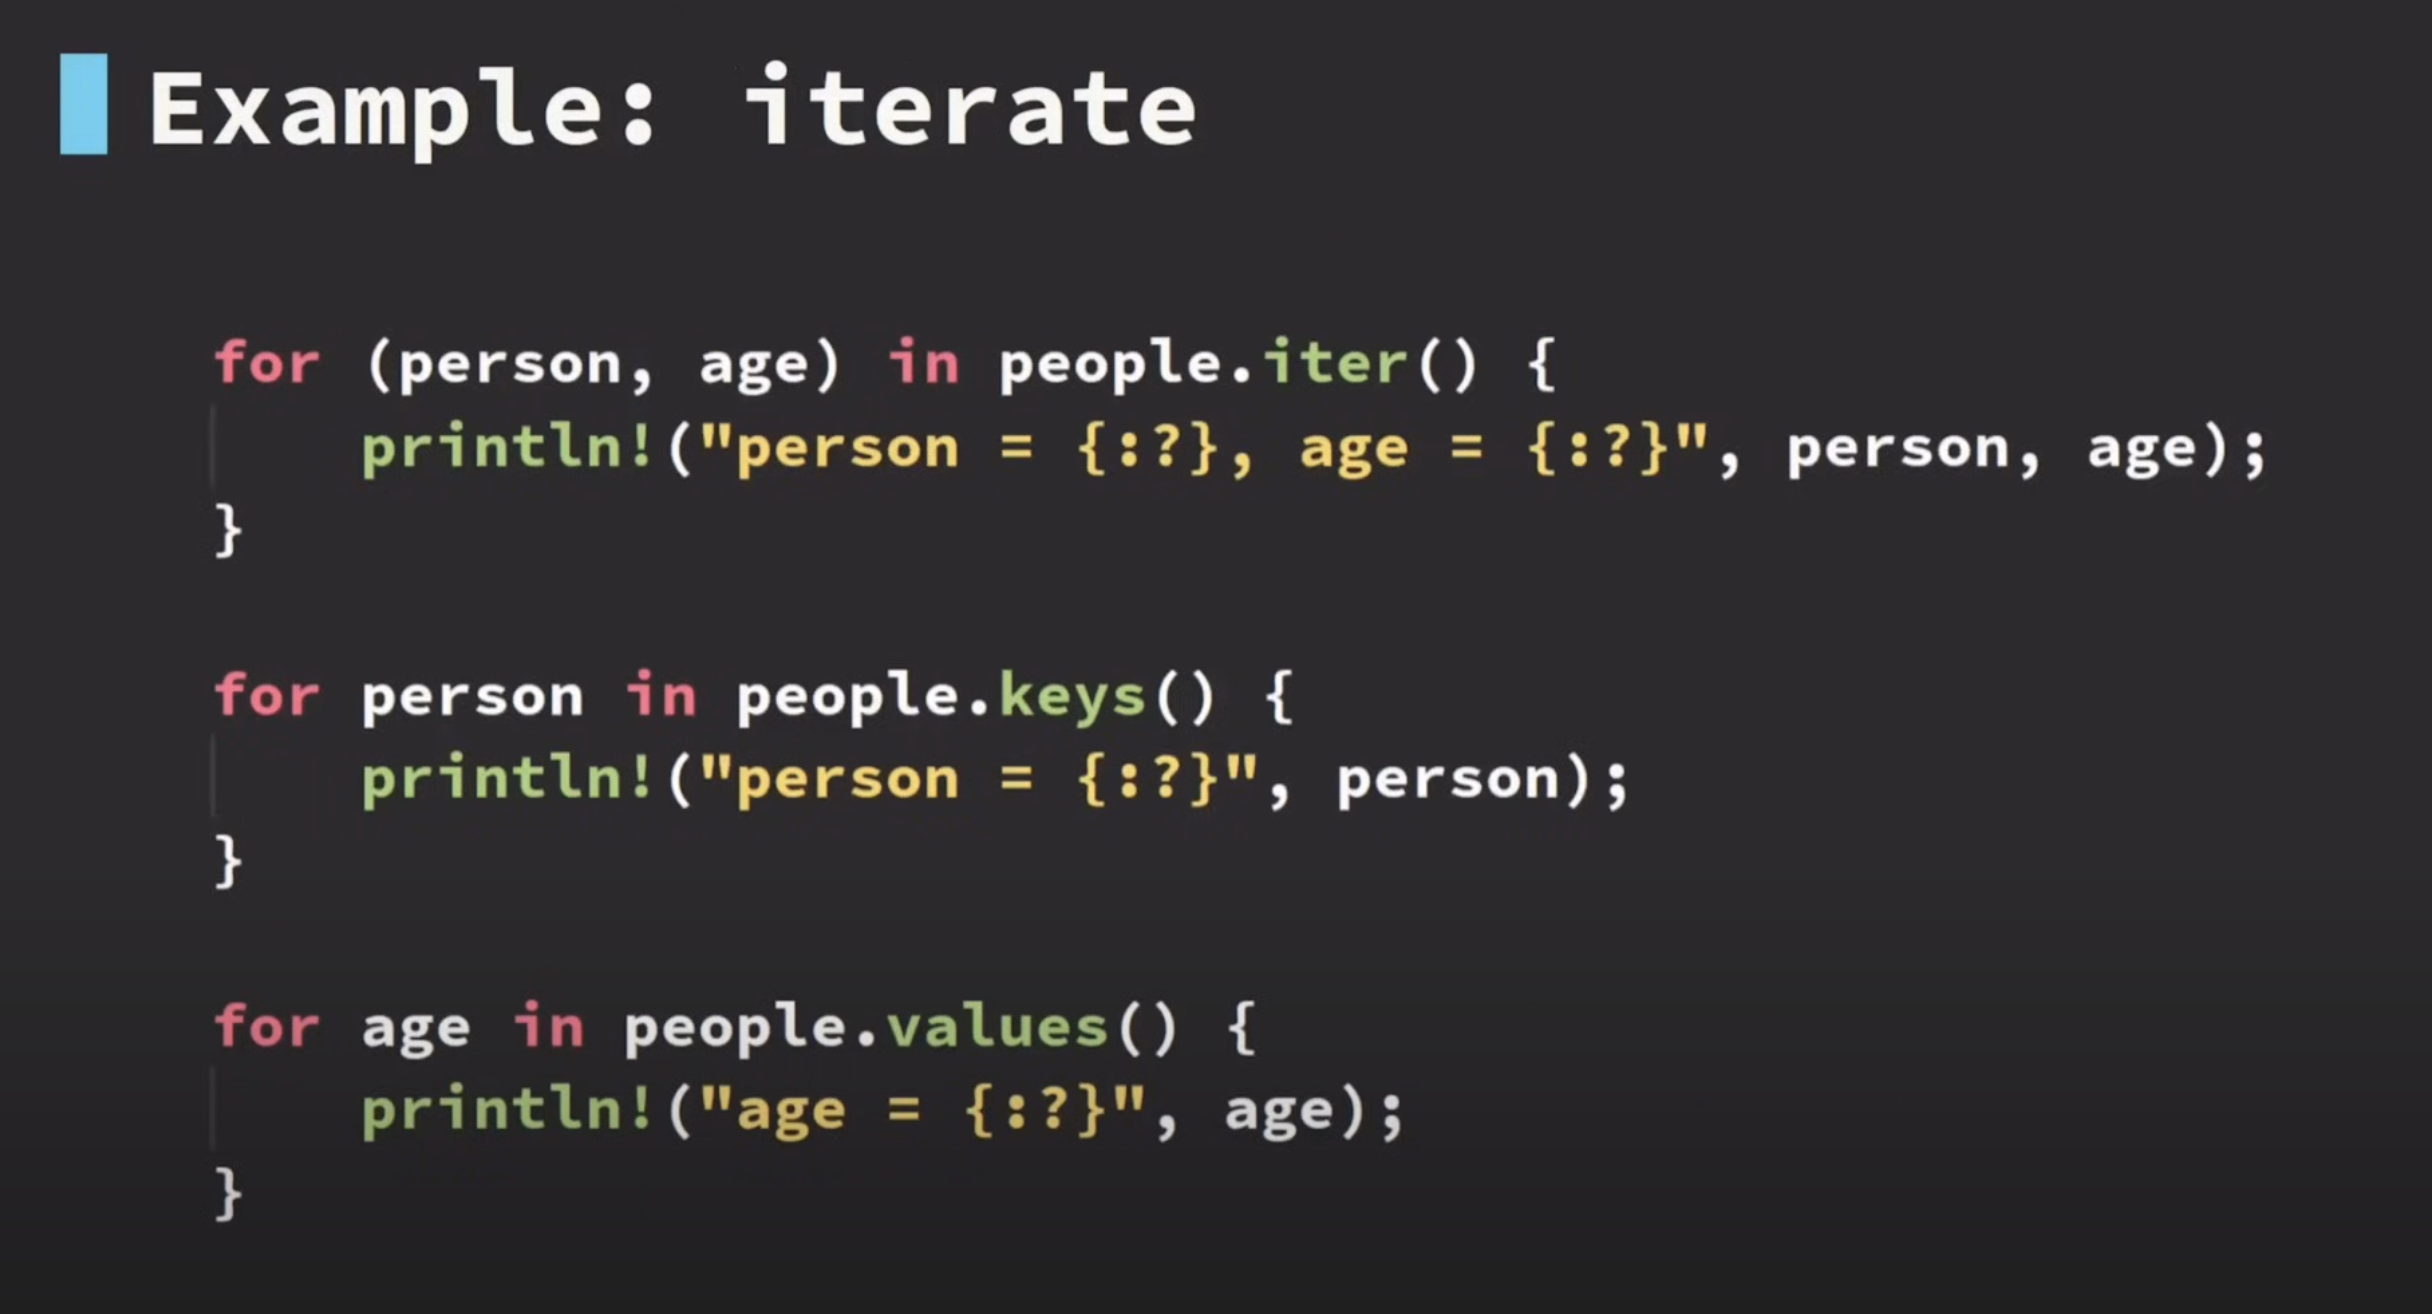 Example: iterate
for (person, age) in people.iter() {
    println!("person = {:?}, age = {:?}", person, age);
}
for person in people.keys() {
    println!("person = {:?}", person);
}
for age in people.values() {
    println!("age = {:?}", age);
}